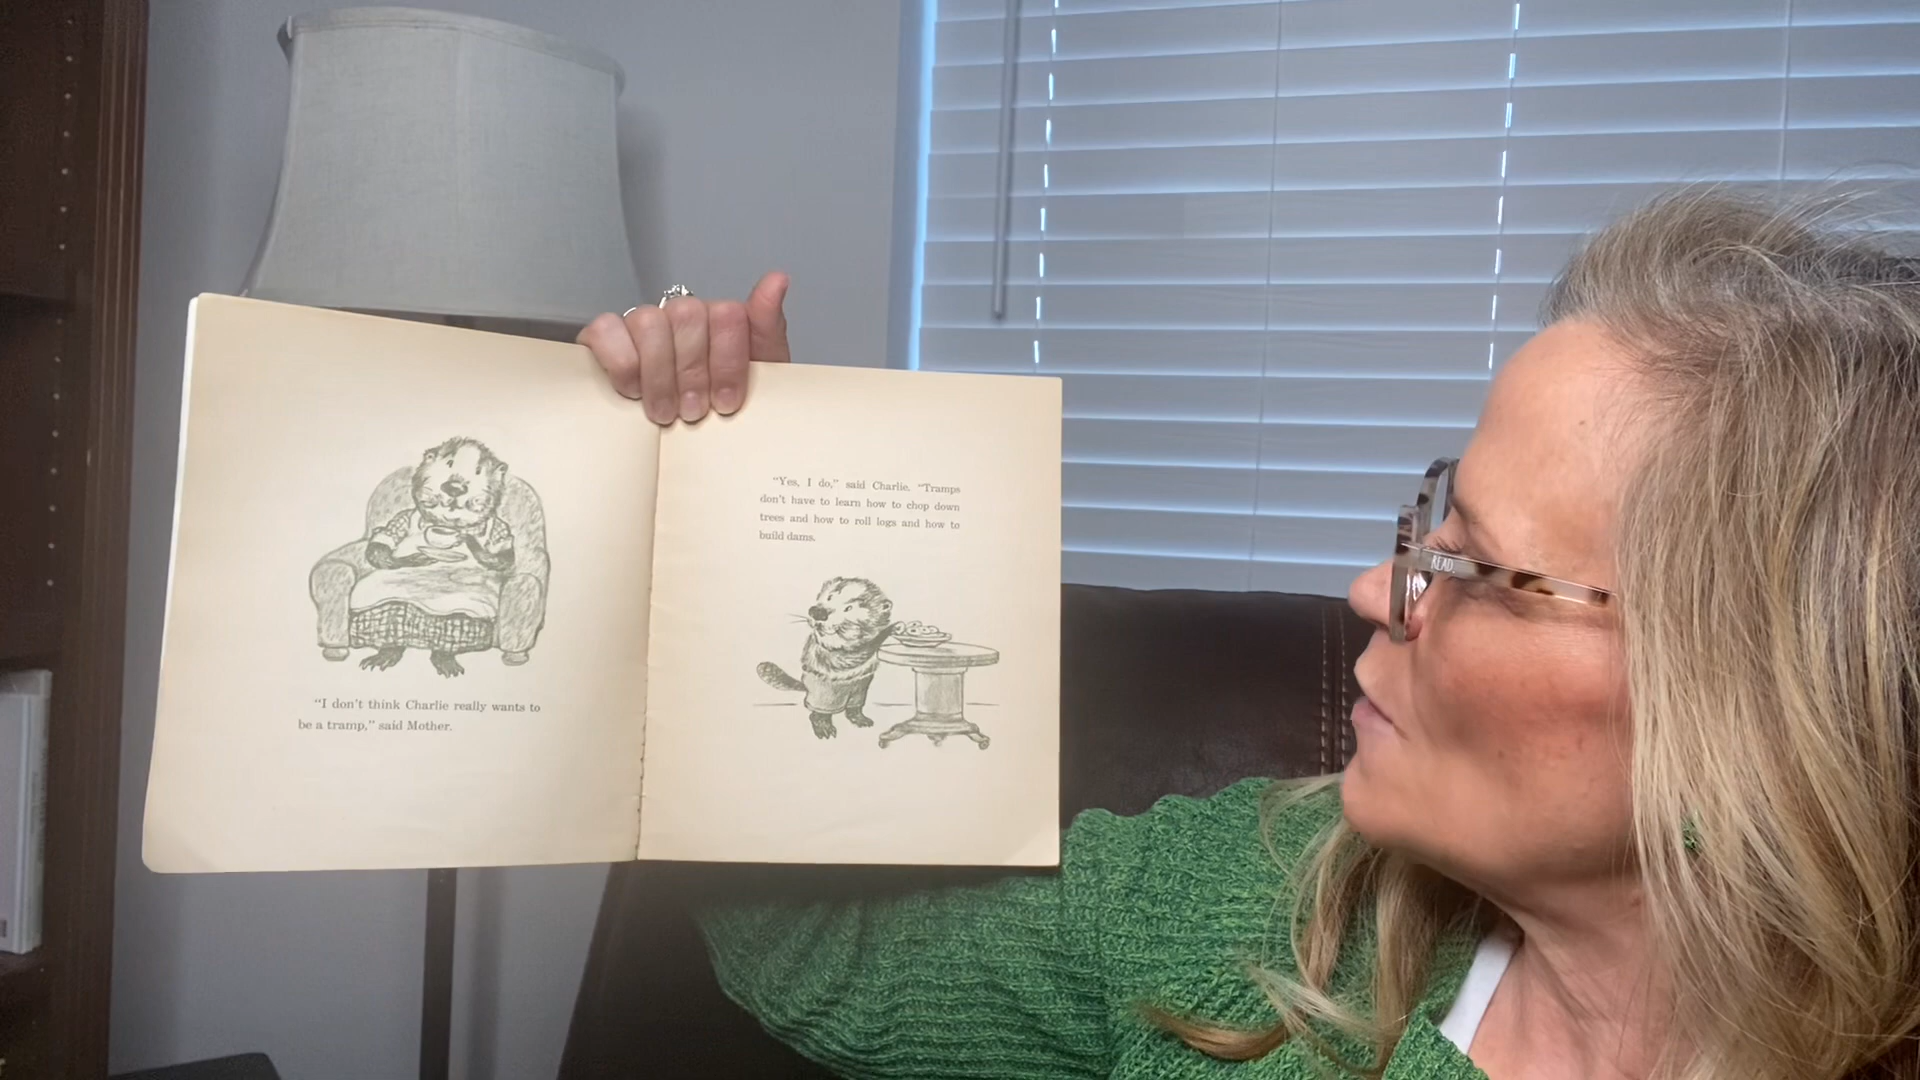 “I don’t think Charlie really wants to
be a tramp,” said Mother.
“Yes, I do,” said Charlie. “Tramps
don’t have to learn how to chop down
trees and how to roll logs and how to
build dams.
READ.